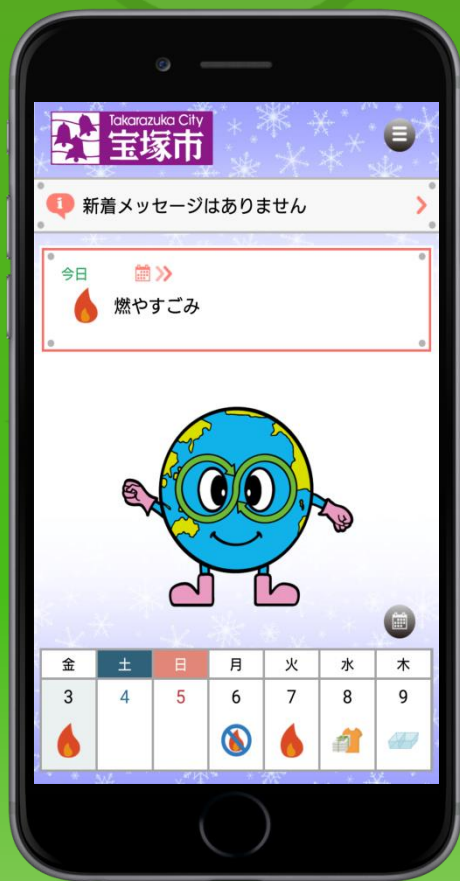 Takarazuka City
宝塚市
新着メッセージはありません
今日
燃やすごみ
金 土 日 月 火 水 木
3 4 5 6 7 8 9